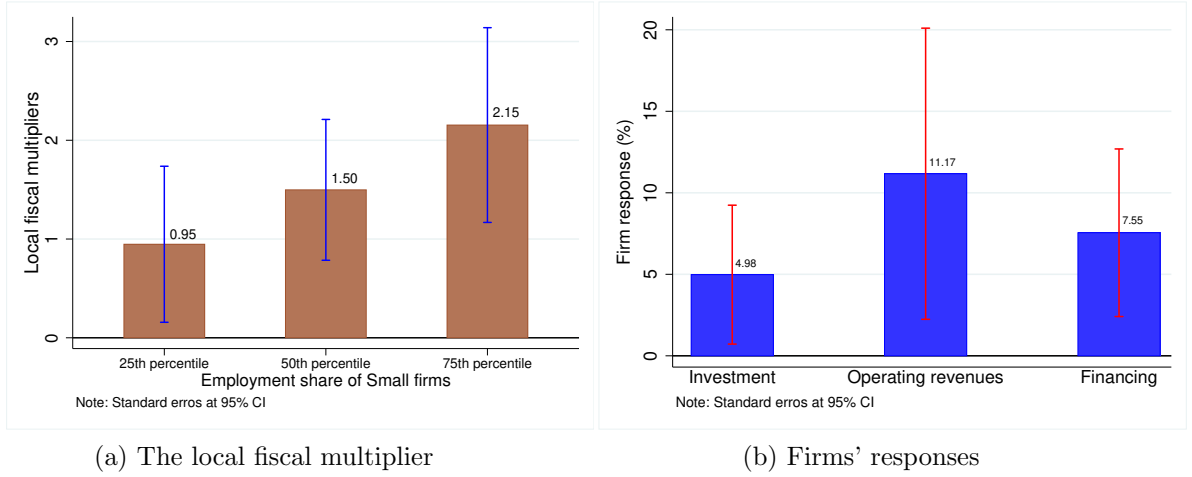 Local fiscal multipliers
3
2
1
0
0.95
1.50
2.15
25th percentile 50th percentile 75th percentile
Employment share of Small firms
Note: Standard erros at 95% CI
(a) The local fiscal multiplier
Firm response (%)
20
15
10
5
0
4.98
11.17
7.55
Investment Operating revenues Financing
Note: Standard erros at 95% CI
(b) Firms' responses